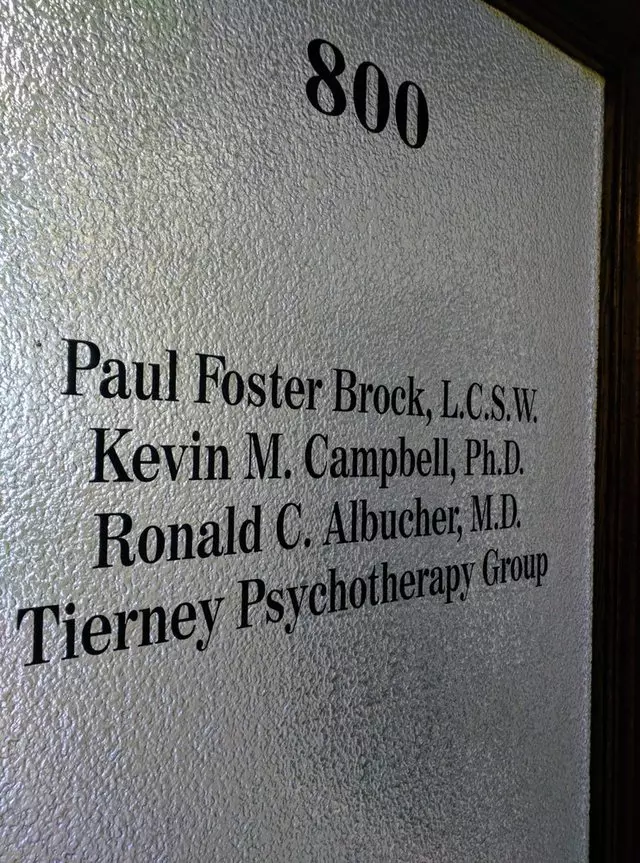 800
Paul Foster Brock, L.C.S.W.
Kevin M. Campbell, Ph.D.
Ronald C. Albucher, M.D.
Tierney Psychotherapy Group